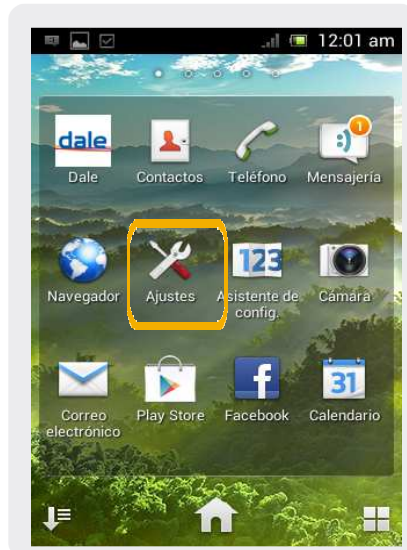 12:01 am
dale
1
:)
Dale
Contactos
Teléfono
Mensajería
123
Navegador
Ajustes
Asistente de
config.
Cámara
f
31
Correo
electrónico
Play Store
Facebook
Calendario